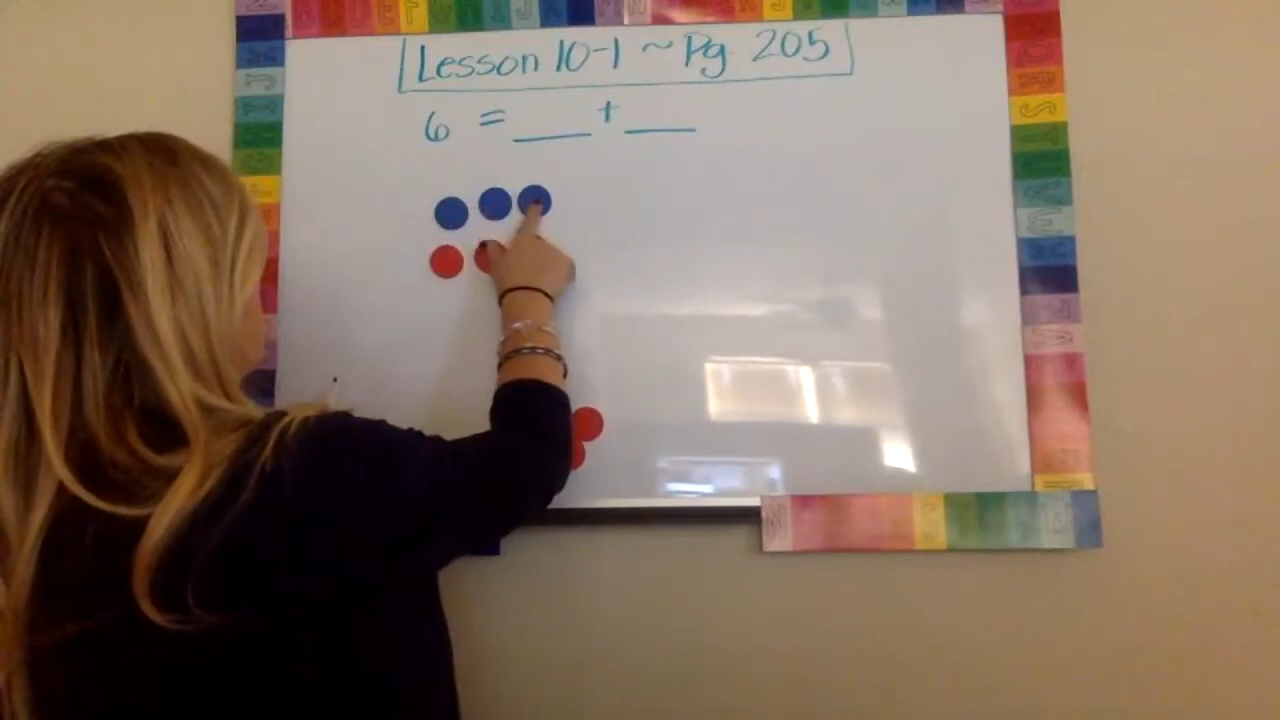 Lesson 10-1 ~ Pg 205
6 = ___ + ___